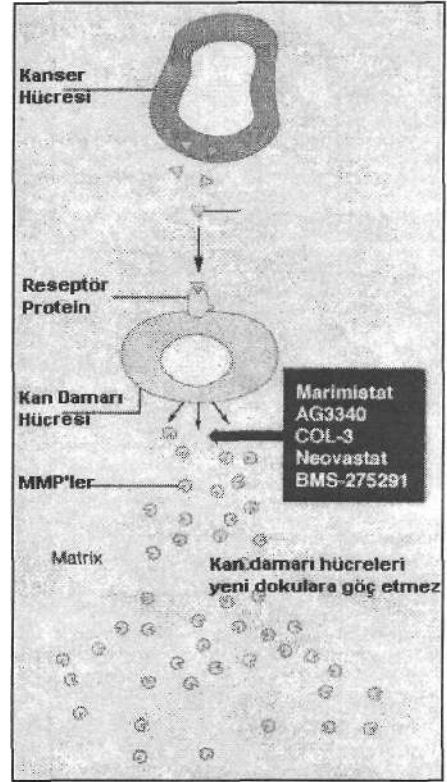 Kanser
Hücresi
Reseptör
Protein
Kan Damarı
Hücresi
Marimistat
AG3340
COL-3
Neovastat
BMS-275291
MMP'ler
Matrix
Kan damarı hücreleri
yeni dokulara göç etmez